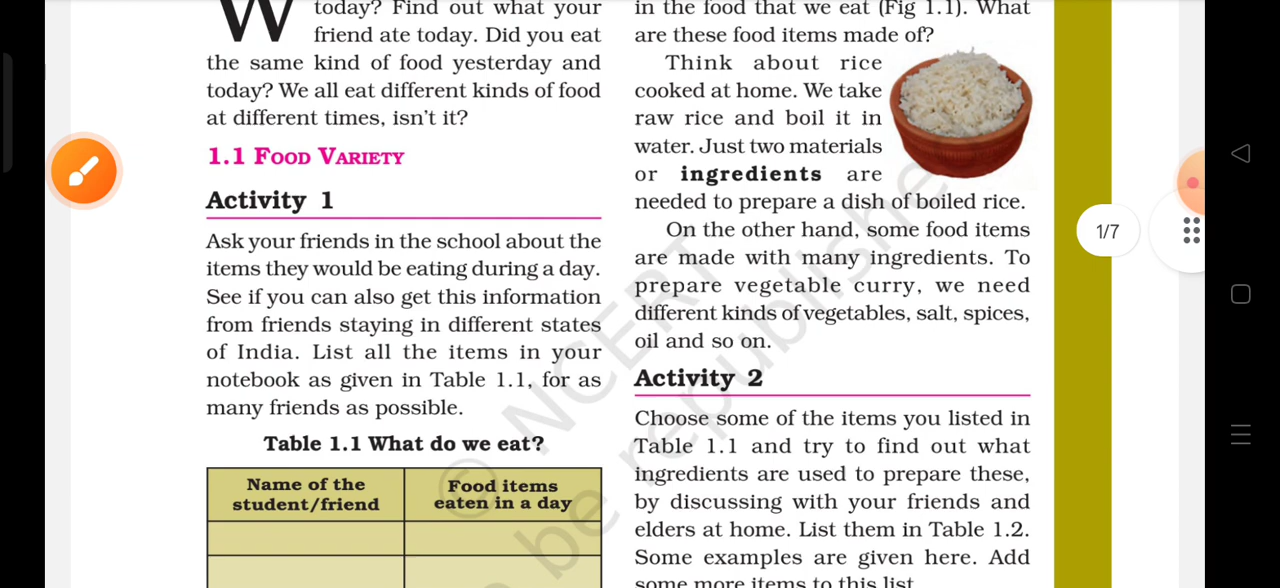 W today? Find out what your
friend ate today. Did you eat
the same kind of food yesterday and
today? We all eat different kinds of food
at different times, isn't it?
1.1 FOOD VARIETY
Activity 1
Ask your friends in the school about the
items they would be eating during a day.
See if you can also get this information
from friends staying in different states
of India. List all the items in your
notebook as given in Table 1.1, for as
many friends as possible.
Table 1.1 What do we eat?
Name of the
student/friend
Food items
eaten in a day
in the food that we eat (Fig 1.1). What
are these food items made of?
Think about rice
cooked at home. We take
raw rice and boil it in
water. Just two materials
or ingredients are
needed to prepare a dish of boiled rice.
On the other hand, some food items
are made with many ingredients. To
prepare vegetable curry, we need
different kinds of vegetables, salt, spices,
oil and so on.
Activity 2
Choose some of the items you listed in
Table 1.1 and try to find out what
ingredients are used to prepare these,
by discussing with your friends and
elders at home. List them in Table 1.2.
Some examples are given here. Add
some more items to this list.
1/7
© NCERT
be republishe